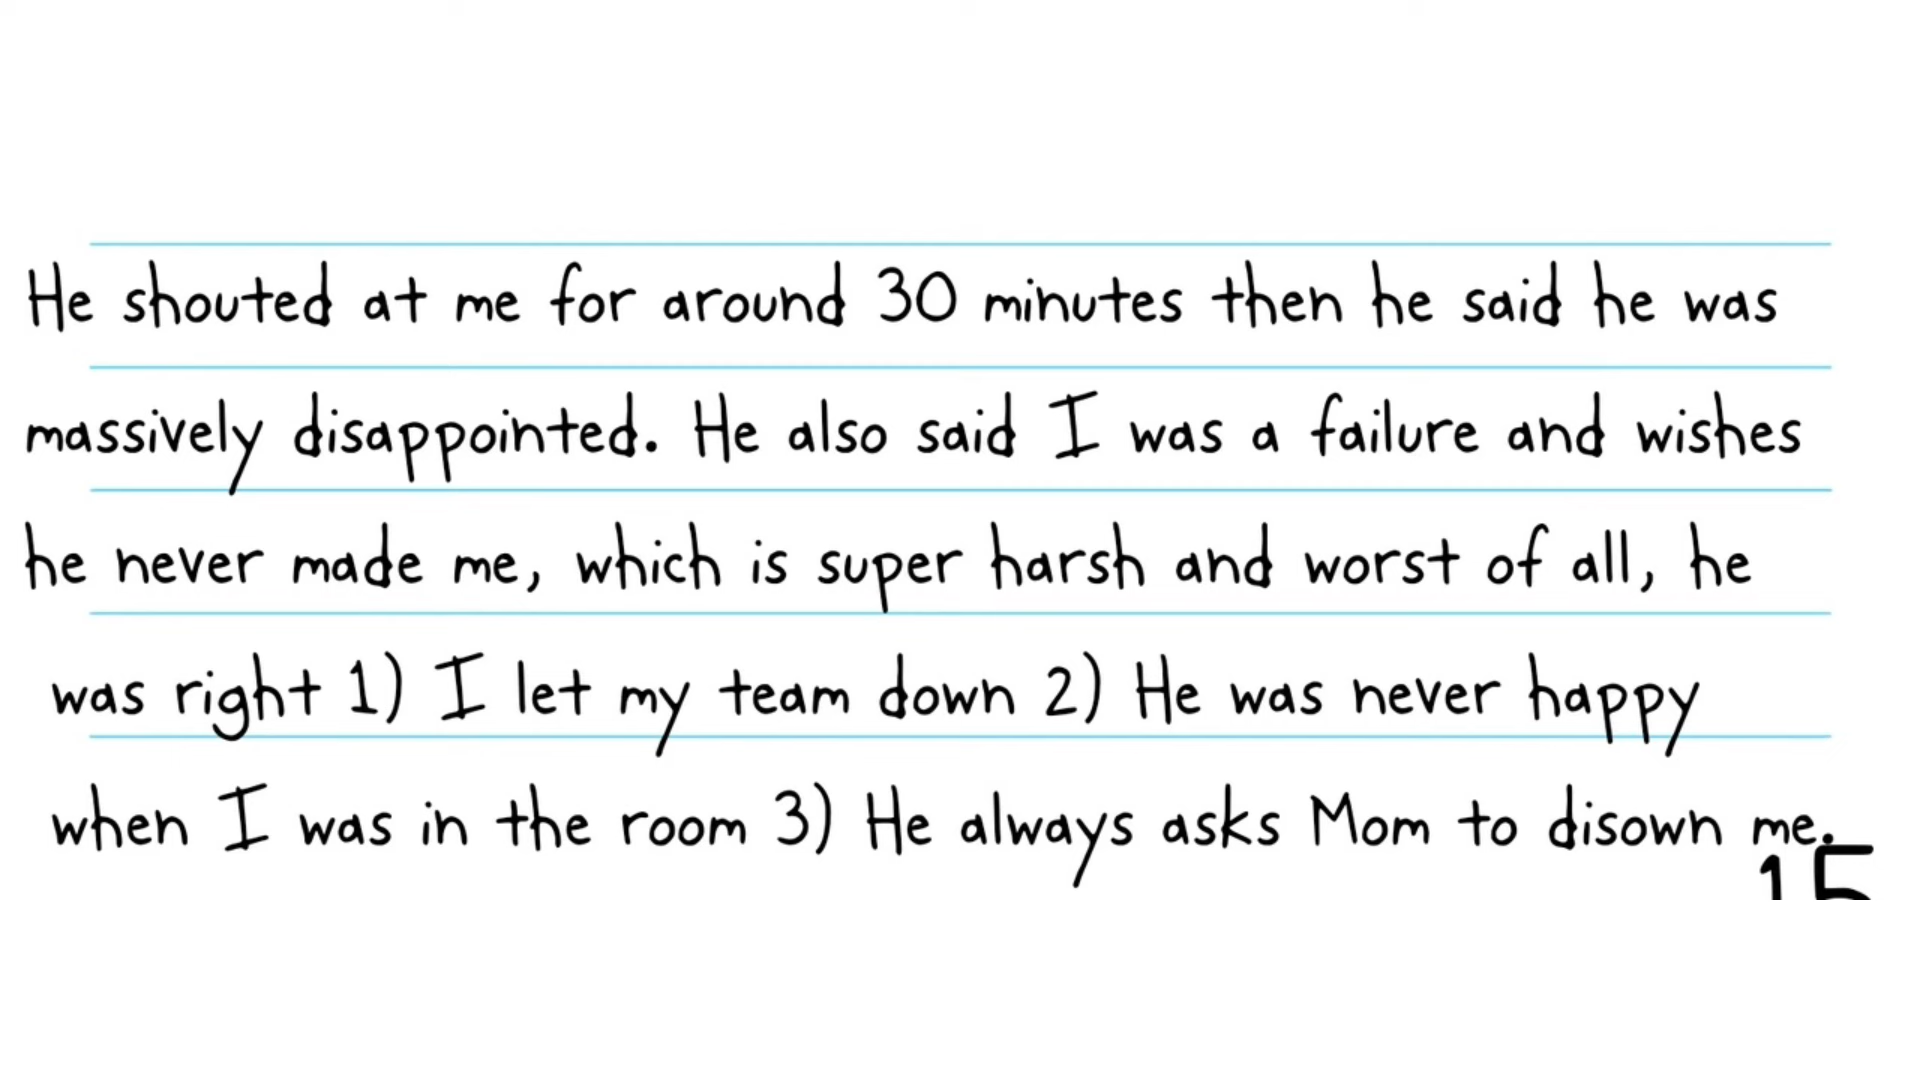 He shouted at me for around 30 minutes then he said he was
massively disappointed. He also said I was a failure and wishes
he never made me, which is super harsh and worst of all, he
was right 1) I let my team down 2) He was never happy
when I was in the room 3) He always asks Mom to disown me.
15